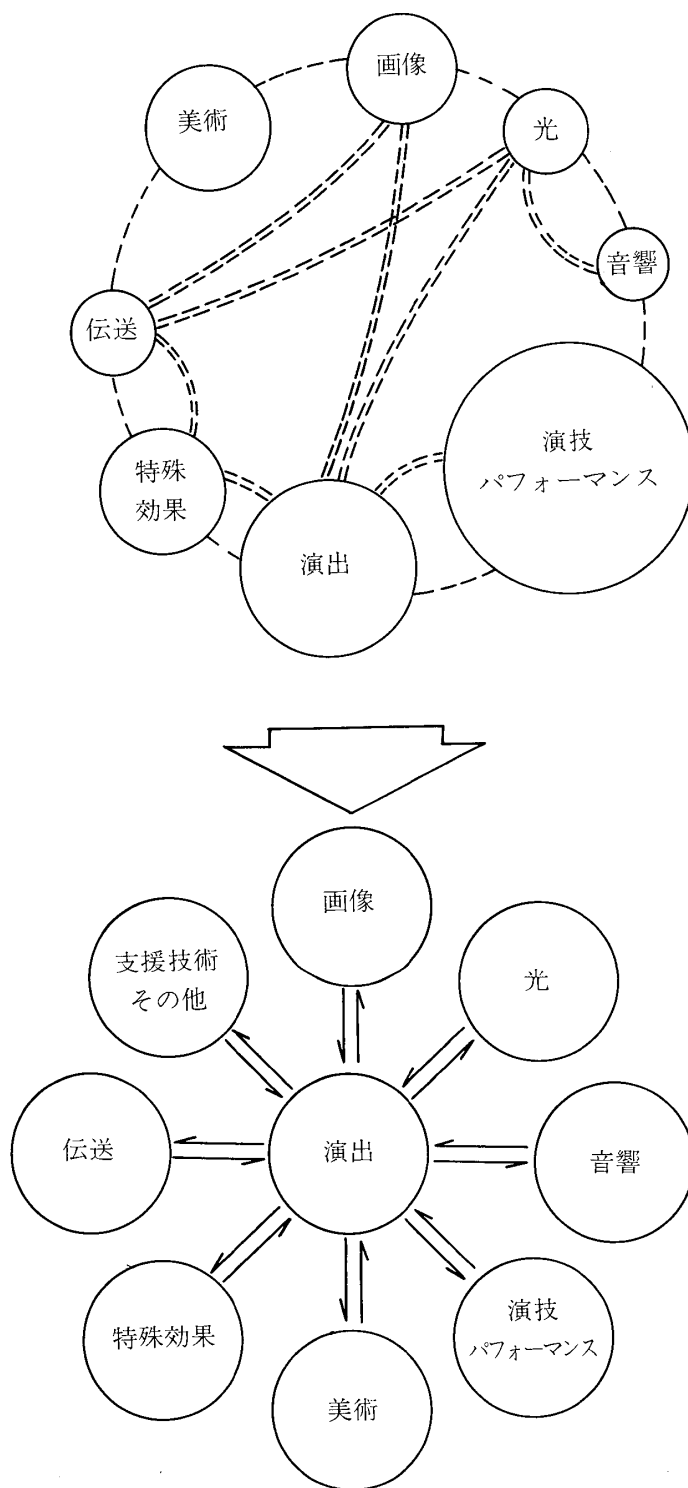 画像
美術
光
音響
伝送
演技
パフォーマンス
特殊
効果
演出
画像
支援技術
その他
光
伝送
演出
音響
特殊効果
演技
パフォーマンス
美術